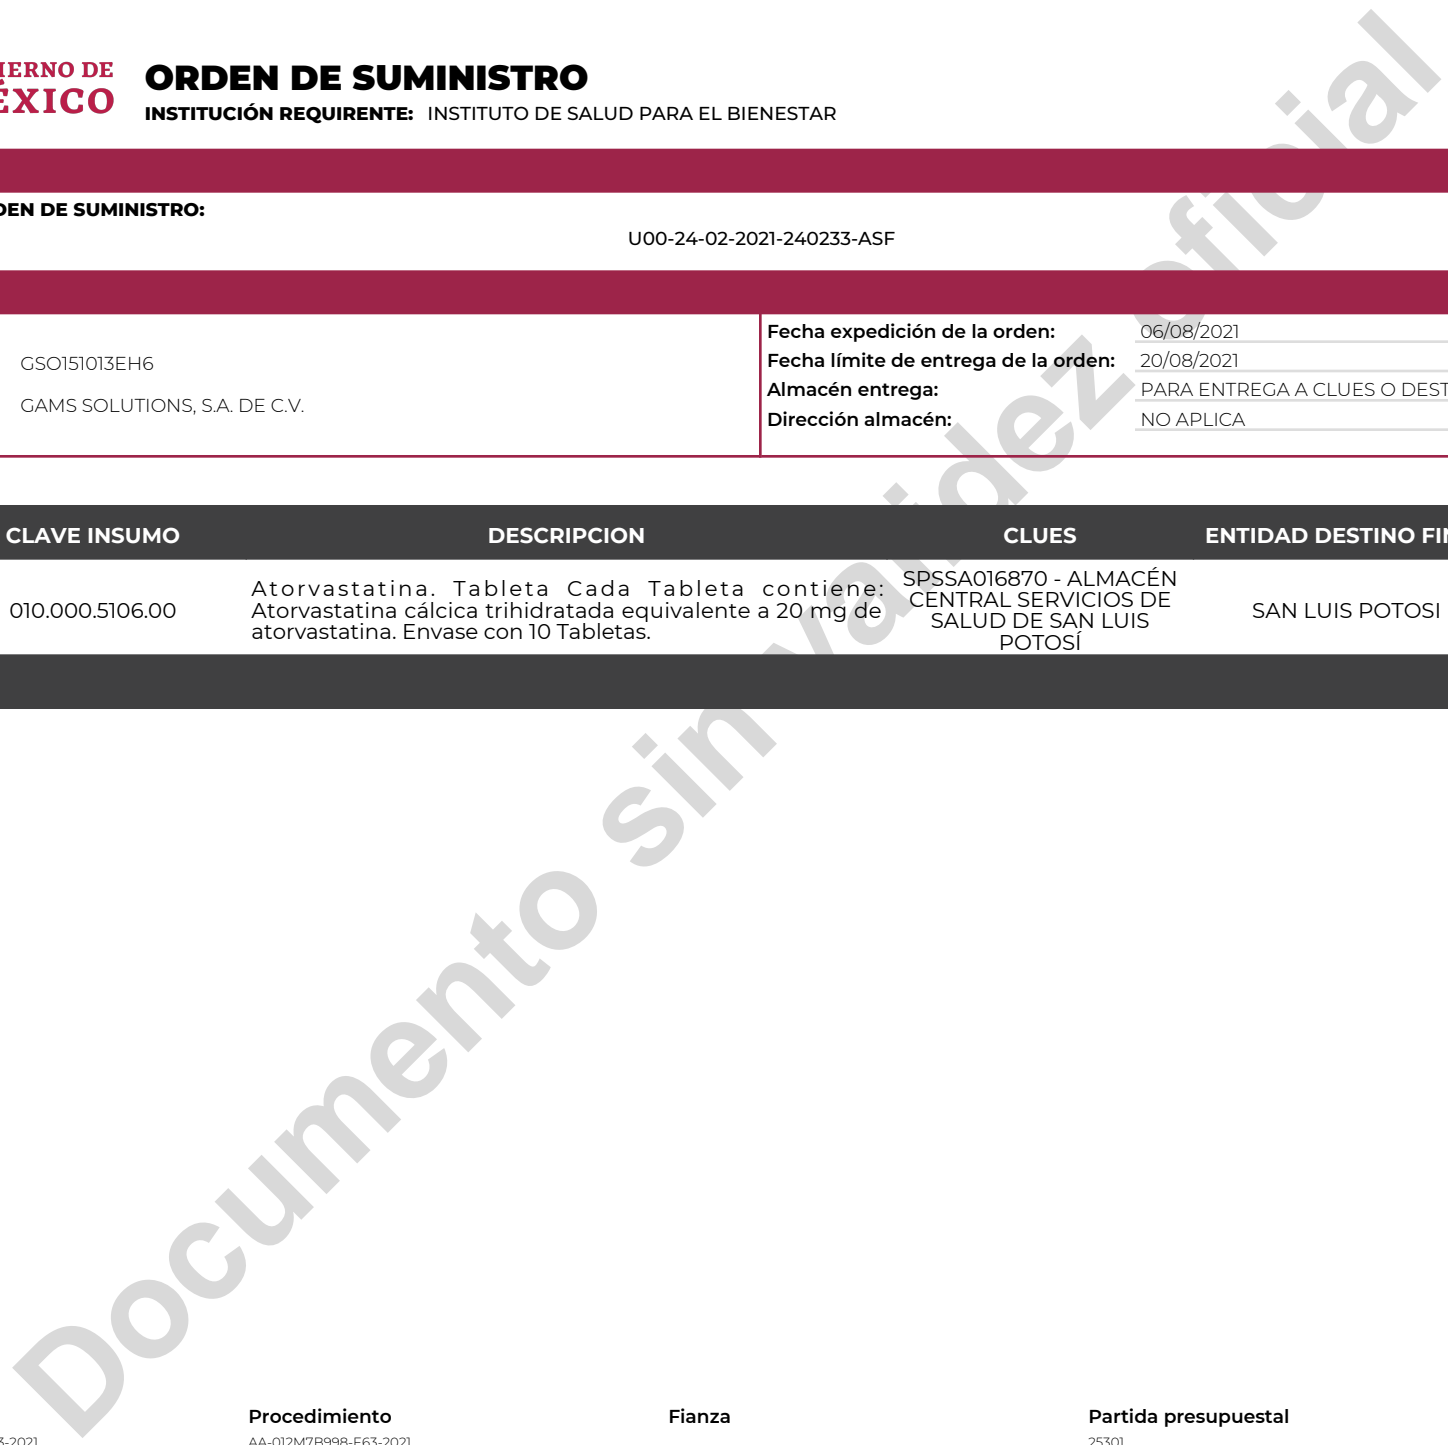 IERNO DE
ÉXICO
ORDEN DE SUMINISTRO
INSTITUCIÓN REQUIRENTE: INSTITUTO DE SALUD PARA EL BIENESTAR
DEN DE SUMINISTRO:
U00-24-02-2021-240233-ASF
GSO151013EH6
GAMS SOLUTIONS, S.A. DE C.V.
Fecha expedición de la orden: 06/08/2021
Fecha límite de entrega de la orden: 20/08/2021
Almacén entrega: PARA ENTREGA A CLUES O DEST
Dirección almacén: NO APLICA
CLAVE INSUMO DESCRIPCION CLUES ENTIDAD DESTINO FIN
010.000.5106.00
Atorvastatina. Tableta Cada Tableta contiene:
Atorvastatina cálcica trihidratada equivalente a 20 mg de
atorvastatina. Envase con 10 Tabletas.
SPSSA016870 - ALMACÉN
CENTRAL SERVICIOS DE
SALUD DE SAN LUIS
POTOSÍ
SAN LUIS POTOSI
Documento sin validez oficial
Procedimiento Fianza Partida presupuestal
3-2021 AA-012M7B998-E63-2021 25301